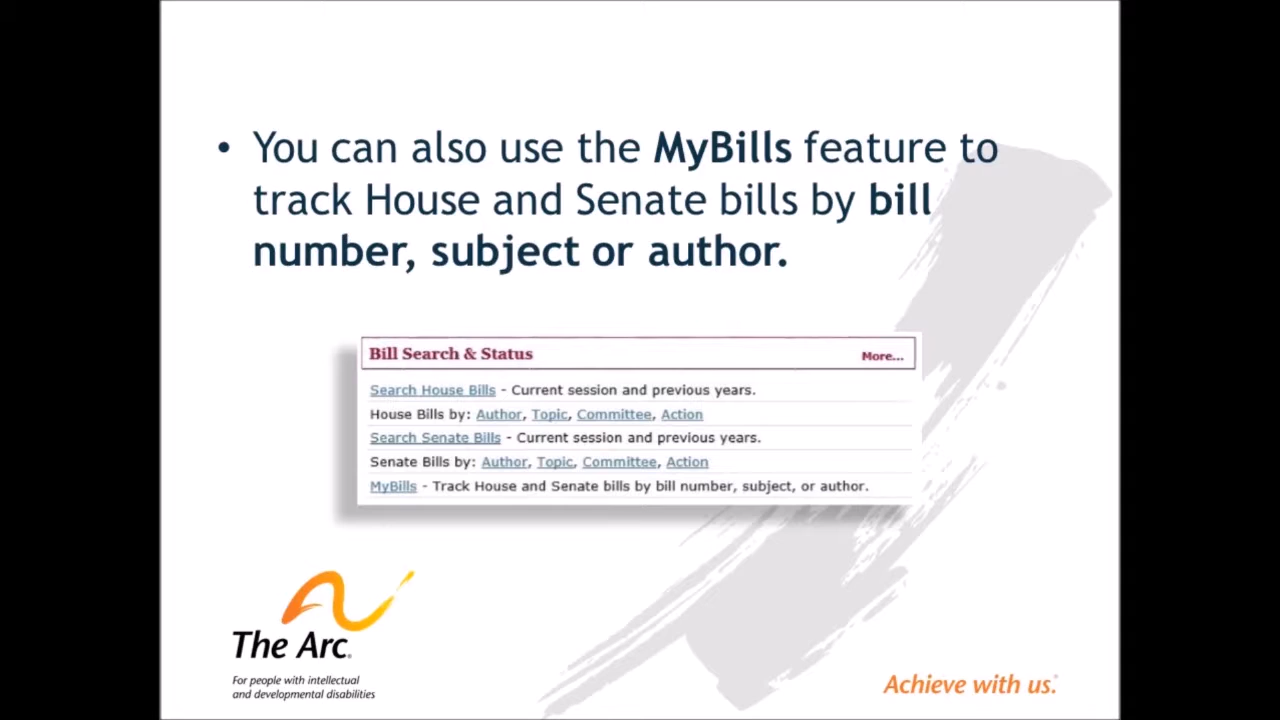 • You can also use the MyBills feature to
track House and Senate bills by bill
number, subject or author.
Bill Search & Status More...
Search House Bills - Current session and previous years.
House Bills by: Author, Topic, Committee, Action
Search Senate Bills - Current session and previous years.
Senate Bills by: Author, Topic, Committee, Action
MyBills - Track House and Senate bills by bill number, subject, or author.
The Arc®
For people with intellectual
and developmental disabilities
Achieve with us.®